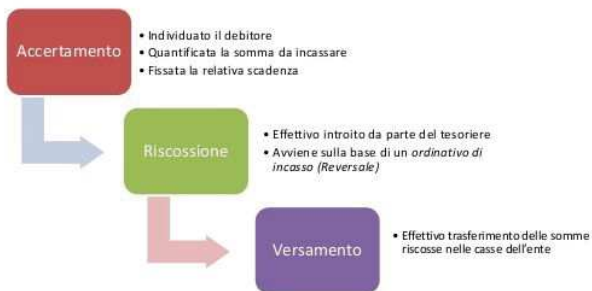 Accertamento
• Individuato il debitore
• Quantificata la somma da incassare
• Fissata la relativa scadenza
Riscossione
• Effettivo introito da parte del tesoriere
• Avviene sulla base di un ordinativo di
incasso (Reversale)
Versamento
• Effettivo trasferimento delle somme
riscosse nelle casse dell'ente